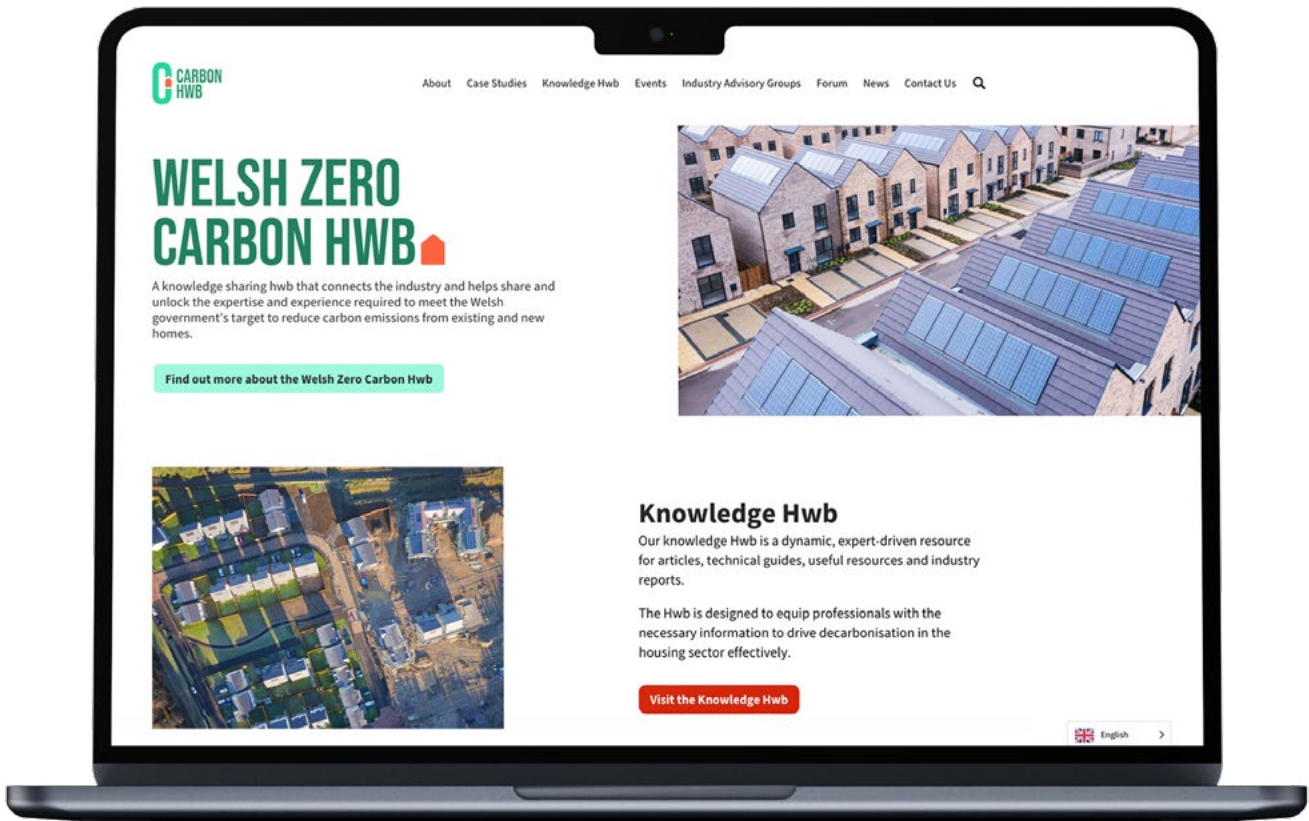 CARBON
HWB
About Case Studies Knowledge Hwb Events Industry Advisory Groups Forum News Contact Us
WELSH ZERO
CARBON HWB
A knowledge sharing hwb that connects the industry and helps share and
unlock the expertise and experience required to meet the Welsh
government's target to reduce carbon emissions from existing and new
homes.
Find out more about the Welsh Zero Carbon Hwb
Knowledge Hwb
Our knowledge Hwb is a dynamic, expert-driven resource
for articles, technical guides, useful resources and industry
reports.
The Hwb is designed to equip professionals with the
necessary information to drive decarbonisation in the
housing sector effectively.
Visit the Knowledge Hwb
English